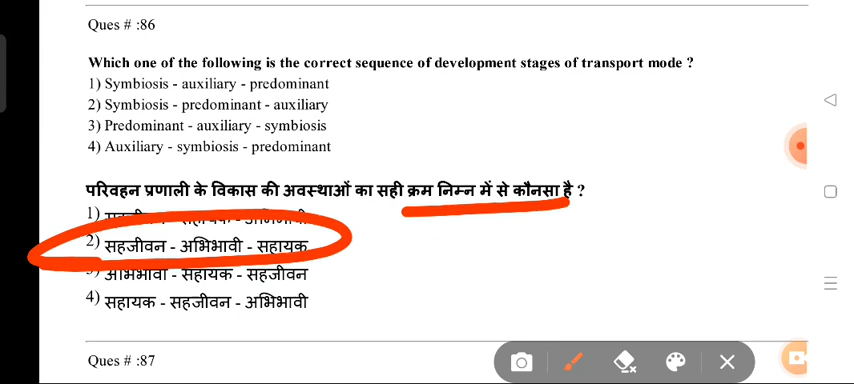 Ques # :86
Which one of the following is the correct sequence of development stages of transport mode ?
1) Symbiosis - auxiliary - predominant
2) Symbiosis - predominant - auxiliary
3) Predominant - auxiliary - symbiosis
4) Auxiliary - symbiosis - predominant
परिवहन प्रणाली के विकास की अवस्थाओं का सही क्रम निम्न में से कौनसा है ?
1)
2) सहजीवन - अभिभावी - सहायक
3) अभिभावी - सहायक - सहजीवन
4) सहायक - सहजीवन - अभिभावी
Ques # :87